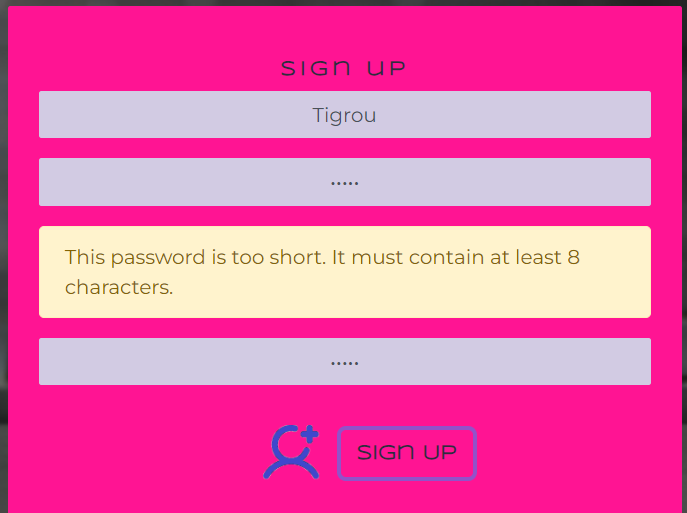 SIGN UP
Tigrou
•••••
This password is too short. It must contain at least 8
characters.
•••••
SIGN UP